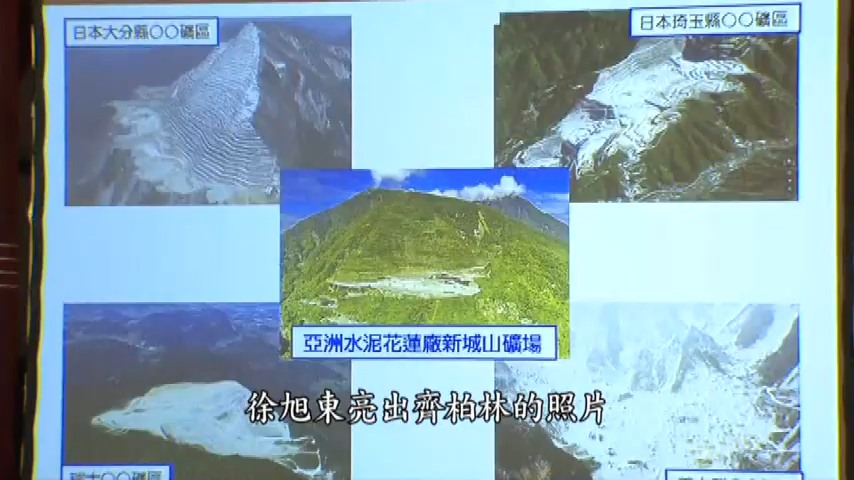 日本大分縣〇〇礦區
日本埼玉縣〇〇礦區
亞洲水泥花蓮廠新城山礦場
徐旭東亮出齊柏林的照片
瑞士〇〇礦區